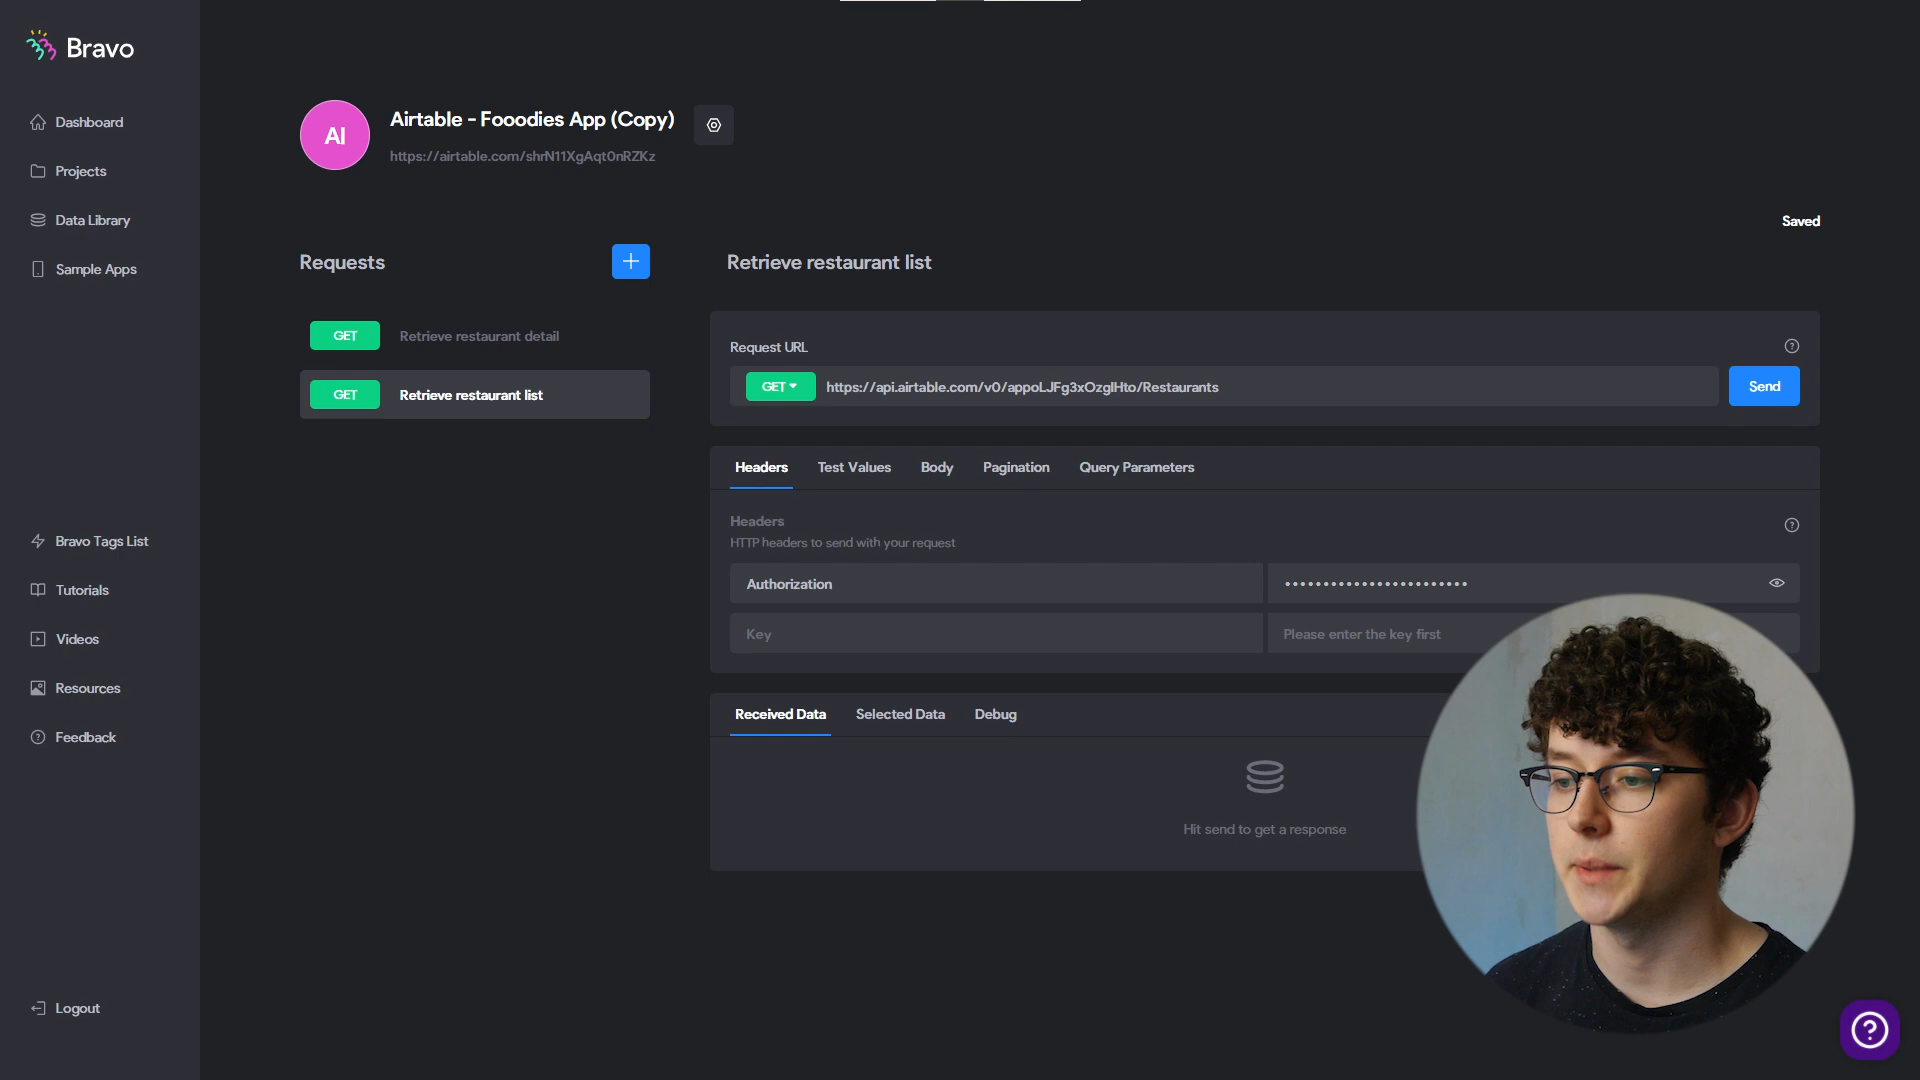 Bravo
Dashboard
Projects
Data Library
Sample Apps
Bravo Tags List
Tutorials
Videos
Resources
Feedback
Logout
AI
Airtable - Fooodies App (Copy)
https://airtable.com/shrN11XgAqt0nRZKz
Saved
Requests
GET Retrieve restaurant detail
GET Retrieve restaurant list
Retrieve restaurant list
Request URL
GET https://api.airtable.com/v0/appoLJFg3xOzglHto/Restaurants
Send
Headers Test Values Body Pagination Query Parameters
Headers
HTTP headers to send with your request
Authorization
Key Please enter the key first
Received Data Selected Data Debug
Hit send to get a response